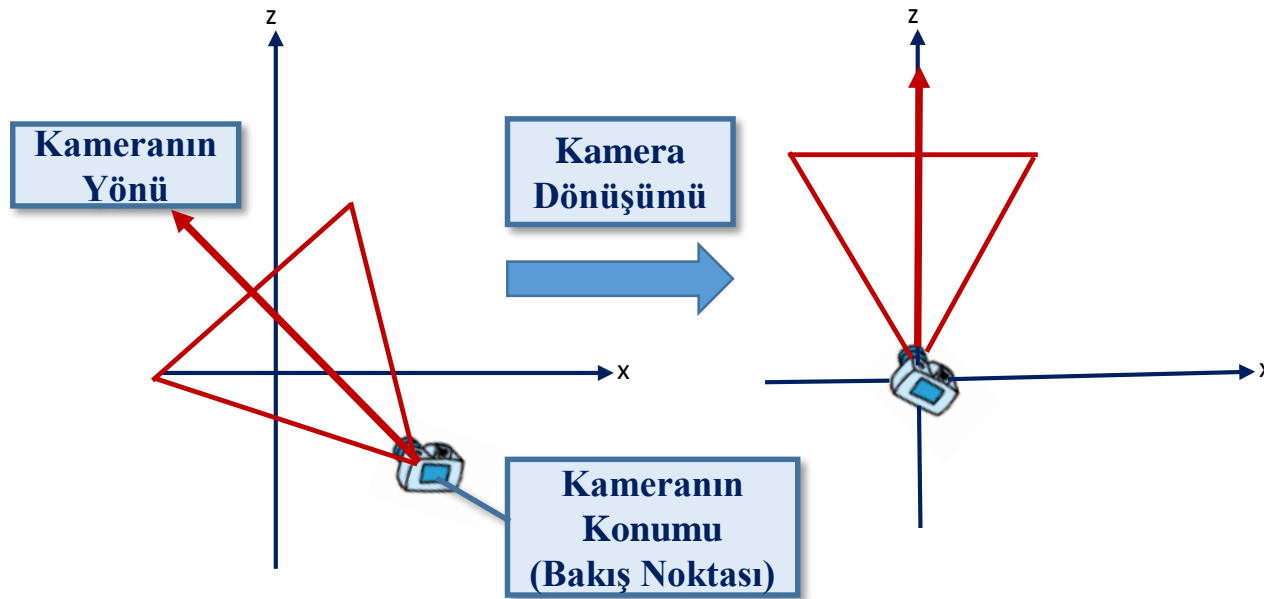 Z
Kameranın
Yönü
X
Kamera
Dönüşümü
Kameranın
Konumu
(Bakış Noktası)
Z
X